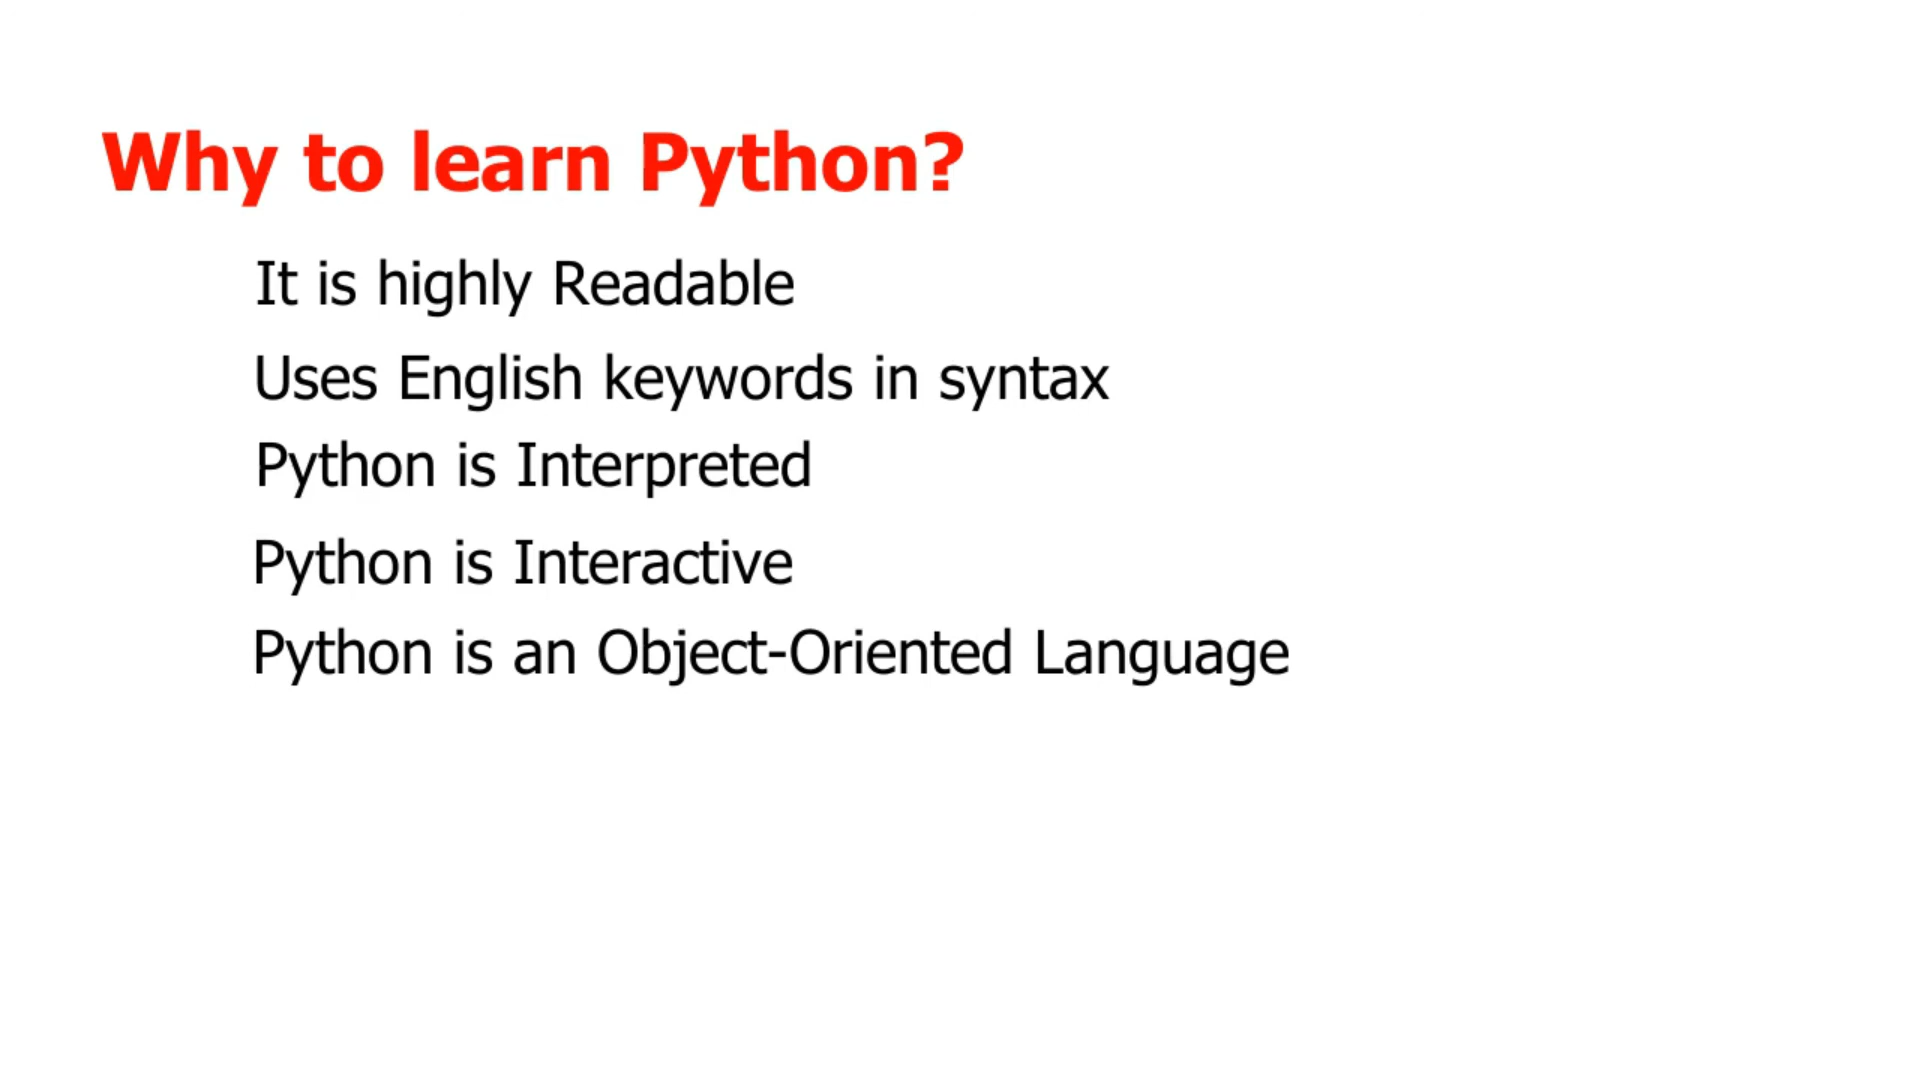 Why to learn Python?
It is highly Readable
Uses English keywords in syntax
Python is Interpreted
Python is Interactive
Python is an Object-Oriented Language